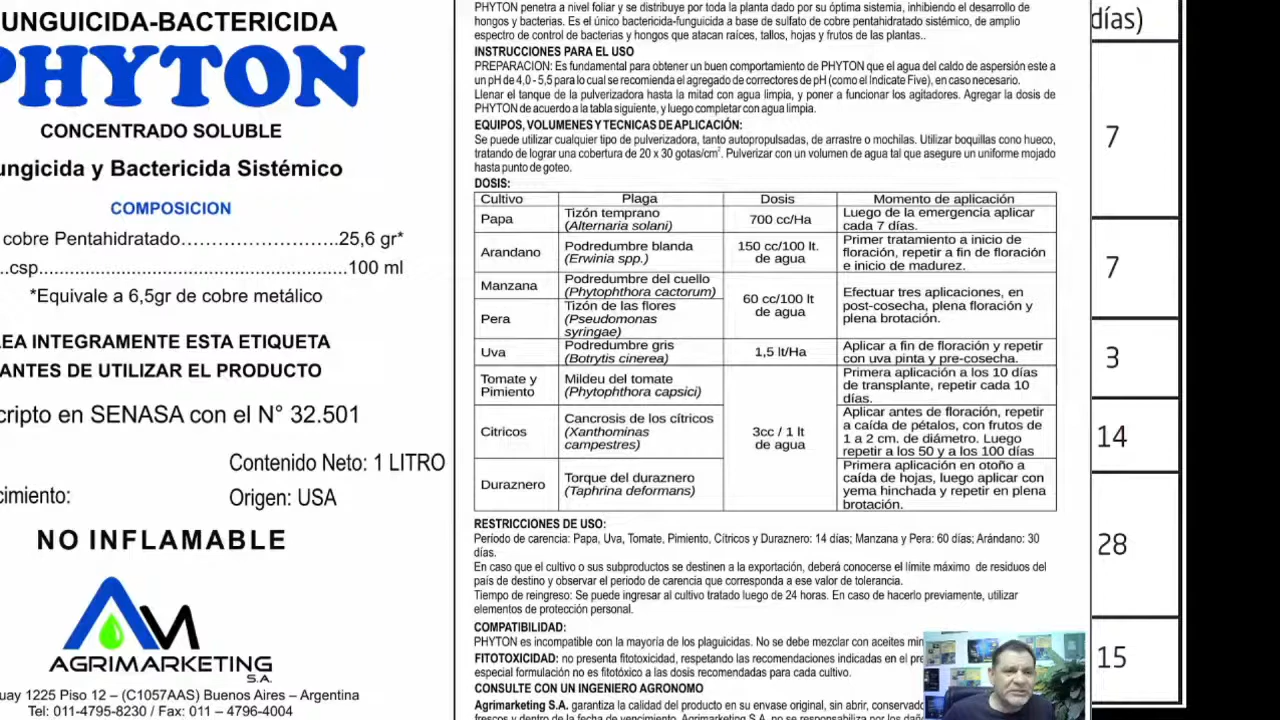 UNGUICIDA-BACTERICIDA
PHYTON
CONCENTRADO SOLUBLE
ngicida y Bactericida Sistémico
COMPOSICION
cobre Pentahidratado……………………..25,6 gr*
..csp.............................................................100 ml
*Equivale a 6,5gr de cobre metálico
EA INTEGRAMENTE ESTA ETIQUETA
ANTES DE UTILIZAR EL PRODUCTO
cripto en SENASA con el N° 32.501
Contenido Neto: 1 LITRO
cimiento:
Origen: USA
NO INFLAMABLE
AM
AGRIMARKETING
S.A.
uay 1225 Piso 12 – (C1057AAS) Buenos Aires – Argentina
Tel: 011-4795-8230 / Fax: 011 – 4796-4004
PHYTON penetra a nivel foliar y se distribuye por toda la planta dado por su óptima sistemia, inhibiendo el desarrollo de
hongos y bacterias. Es el único bactericida-funguicida a base de sulfato de cobre pentahidratado sistémico, de amplio
espectro de control de bacterias y hongos que atacan raíces, tallos, hojas y frutos de las plantas..
INSTRUCCIONES PARA EL USO
PREPARACION: Es fundamental para obtener un buen comportamiento de PHYTON que el agua del caldo de aspersión este a
un pH de 4,0 - 5,5 para lo cual se recomienda el agregado de correctores de pH (como el Indicate Five), en caso necesario.
Llenar el tanque de la pulverizadora hasta la mitad con agua limpia, y poner a funcionar los agitadores. Agregar la dosis de
PHYTON de acuerdo a la tabla siguiente, y luego completar con agua limpia.
EQUIPOS, VOLUMENES Y TECNICAS DE APLICACIÓN:
Se puede utilizar cualquier tipo de pulverizadora, tanto autopropulsadas, de arrastre o mochilas. Utilizar boquillas cono hueco,
tratando de lograr una cobertura de 20 x 30 gotas/cm². Pulverizar con un volumen de agua tal que asegure un uniforme mojado
hasta punto de goteo.
DOSIS:
Cultivo Plaga Dosis Momento de aplicación
Papa
Tizón temprano
(Alternaria solani)
700 cc/Ha
Luego de la emergencia aplicar
cada 7 días.
Arandano
Podredumbre blanda
(Erwinia spp.)
150 cc/100 lt.
de agua
Primer tratamiento a inicio de
floración, repetir a fin de floración
e inicio de madurez.
Manzana
Podredumbre del cuello
(Phytophthora cactorum)
60 cc/100 lt
de agua
Efectuar tres aplicaciones, en
post-cosecha, plena floración y
plena brotación.
Pera
Tizón de las flores
(Pseudomonas
syringae)
Uva
Podredumbre gris
(Botrytis cinerea)
1,5 lt/Ha
Aplicar a fin de floración y repetir
con uva pinta y pre-cosecha.
Tomate y
Pimiento
Mildeu del tomate
(Phytophthora capsici)
3cc / 1 lt
de agua
Primera aplicación a los 10 días
de transplante, repetir cada 10
días.
Citricos
Cancrosis de los cítricos
(Xanthominas
campestres)
Aplicar antes de floración, repetir
a caída de pétalos, con frutos de
1 a 2 cm. de diámetro. Luego
repetir a los 50 y a los 100 días
Duraznero
Torque del duraznero
(Taphrina deformans)
Primera aplicación en otoño a
caída de hojas, luego aplicar con
yema hinchada y repetir en plena
brotación.
RESTRICCIONES DE USO:
Período de carencia: Papa, Uva, Tomate, Pimiento, Cítricos y Duraznero: 14 días; Manzana y Pera: 60 días; Arándano: 30
días.
En caso que el cultivo o sus subproductos se destinen a la exportación, deberá conocerse el límite máximo de residuos del
país de destino y observar el periodo de carencia que corresponda a ese valor de tolerancia.
Tiempo de reingreso: Se puede ingresar al cultivo tratado luego de 24 horas. En caso de hacerlo previamente, utilizar
elementos de protección personal.
COMPATIBILIDAD:
PHYTON es incompatible con la mayoría de los plaguicidas. No se debe mezclar con aceites min
FITOTOXICIDAD: no presenta fitotoxicidad, respetando las recomendaciones indicadas en el pre
especial formulación no es fitotóxico a las dosis recomendadas para cada cultivo.
CONSULTE CON UN INGENIERO AGRONOMO
Agrimarketing S.A. garantiza la calidad del producto en su envase original, sin abrir, conservado
días)
7
7
3
14
28
15